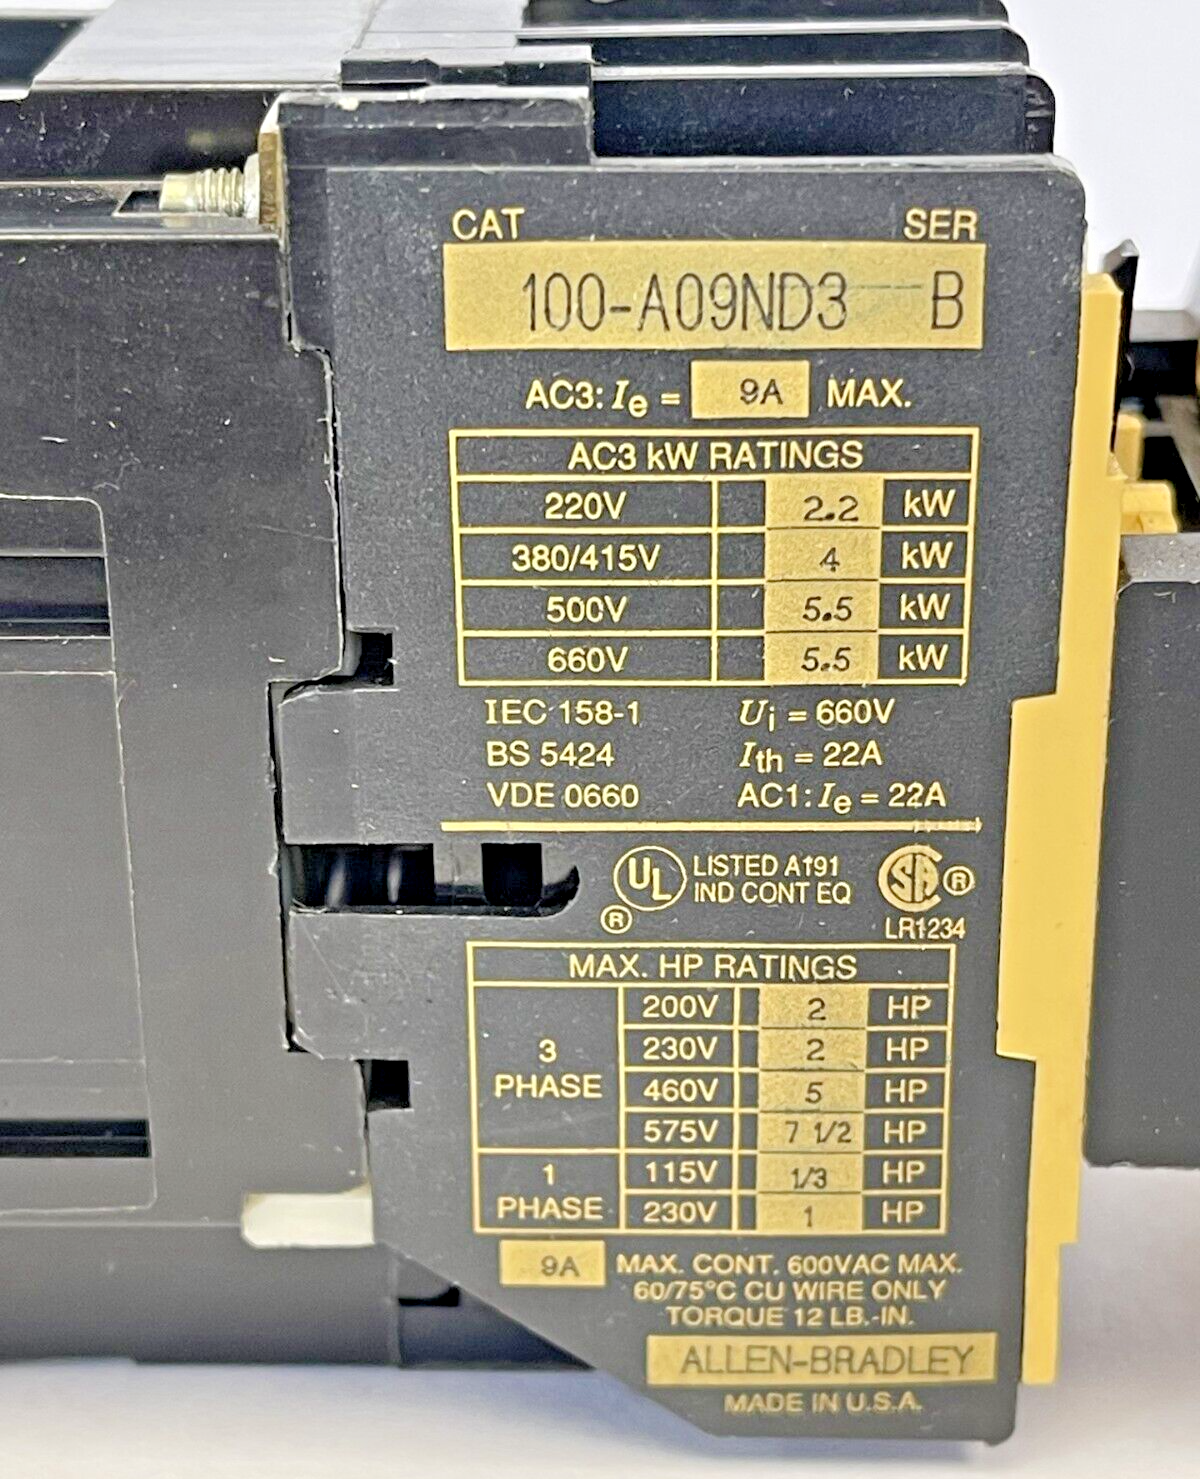 CAT SER
100-A09ND3 B
AC3: Ie = 9A MAX.
AC3 kW RATINGS
220V 2.2 kW
380/415V 4 kW
500V 5.5 kW
660V 5.5 kW
IEC 158-1 Ui = 660V
BS 5424 Ith = 22A
VDE 0660 AC1: Ie = 22A
UL LISTED A191
IND CONT EQ
® SA ®
LR1234
MAX. HP RATINGS
3 PHASE 200V 2 HP
230V 2 HP
460V 5 HP
575V 7 1/2 HP
1 PHASE 115V 1/3 HP
230V 1 HP
9A MAX. CONT. 600VAC MAX.
60/75°C CU WIRE ONLY
TORQUE 12 LB.-IN.
ALLEN-BRADLEY
MADE IN U.S.A.